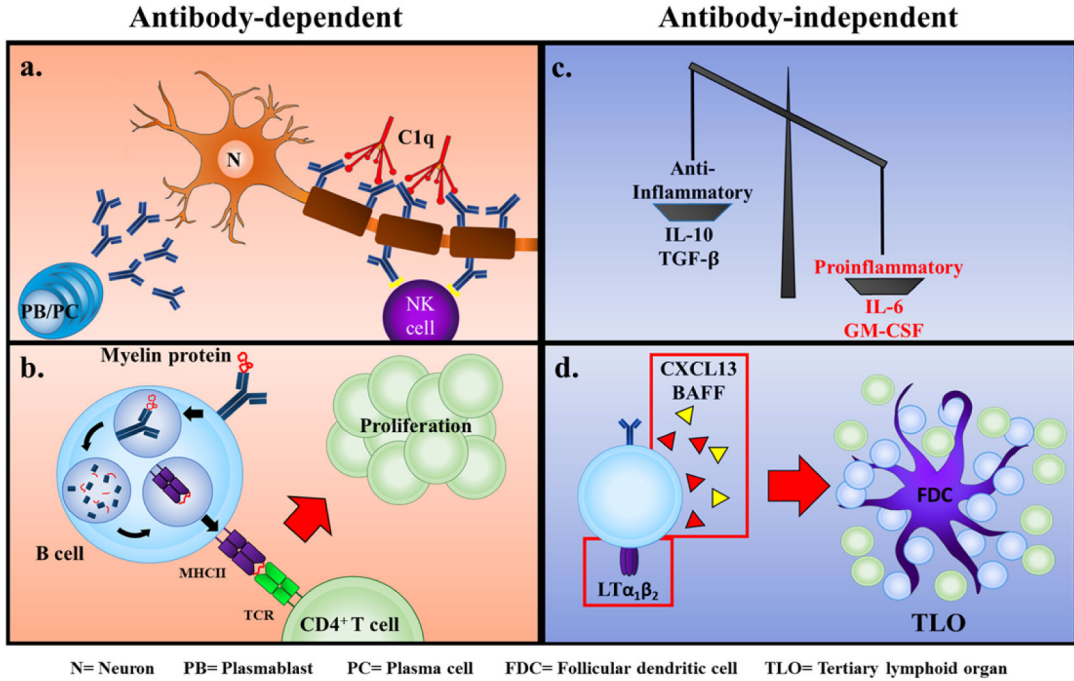 Antibody-dependent
Antibody-independent
a.
N
C1q
PB/PC
NK
cell
b.
Myelin protein
B cell
MHCII
TCR
CD4⁺ T cell
Proliferation
c.
Anti-
Inflammatory
IL-10
TGF-β
Proinflammatory
IL-6
GM-CSF
d.
CXCL13
BAFF
LTα₁β₂
FDC
TLO
N= Neuron PB= Plasmablast PC= Plasma cell FDC= Follicular dendritic cell TLO= Tertiary lymphoid organ